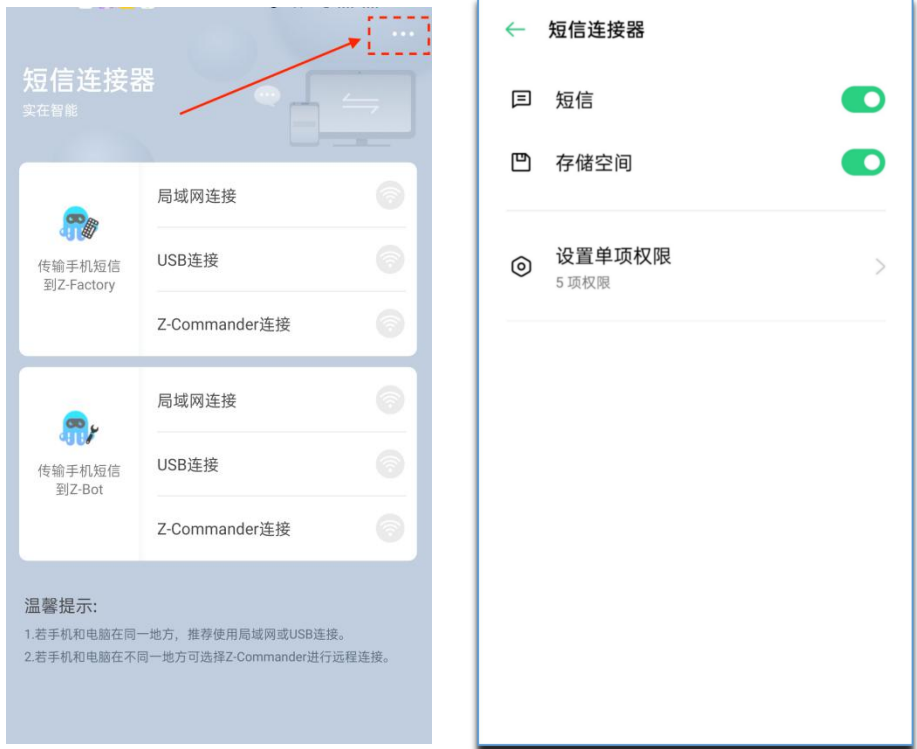 短信连接器
实在智能
传输手机短信
到Z-Factory
局域网连接
USB连接
Z-Commander连接
传输手机短信
到Z-Bot
局域网连接
USB连接
Z-Commander连接
温馨提示:
1.若手机和电脑在同一地方，推荐使用局域网或USB连接。
2.若手机和电脑在不同一地方可选择Z-Commander进行远程连接。
短信连接器
短信
存储空间
设置单项权限
5 项权限